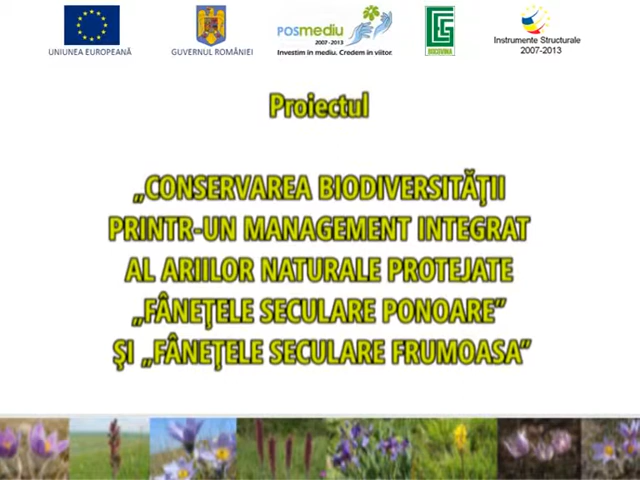 UNIUNEA EUROPEANĂ
GUVERNUL ROMÂNIEI
POSmediu
2007-2013
Investim în mediu. Credem în viitor.
BUCOVINA
Instrumente Structurale
2007-2013
Proiectul
„CONSERVAREA BIODIVERSITĂŢII
PRINTR-UN MANAGEMENT INTEGRAT
AL ARIILOR NATURALE PROTEJATE
„FÂNEŢELE SECULARE PONOARE”
ŞI „FÂNEŢELE SECULARE FRUMOASA”